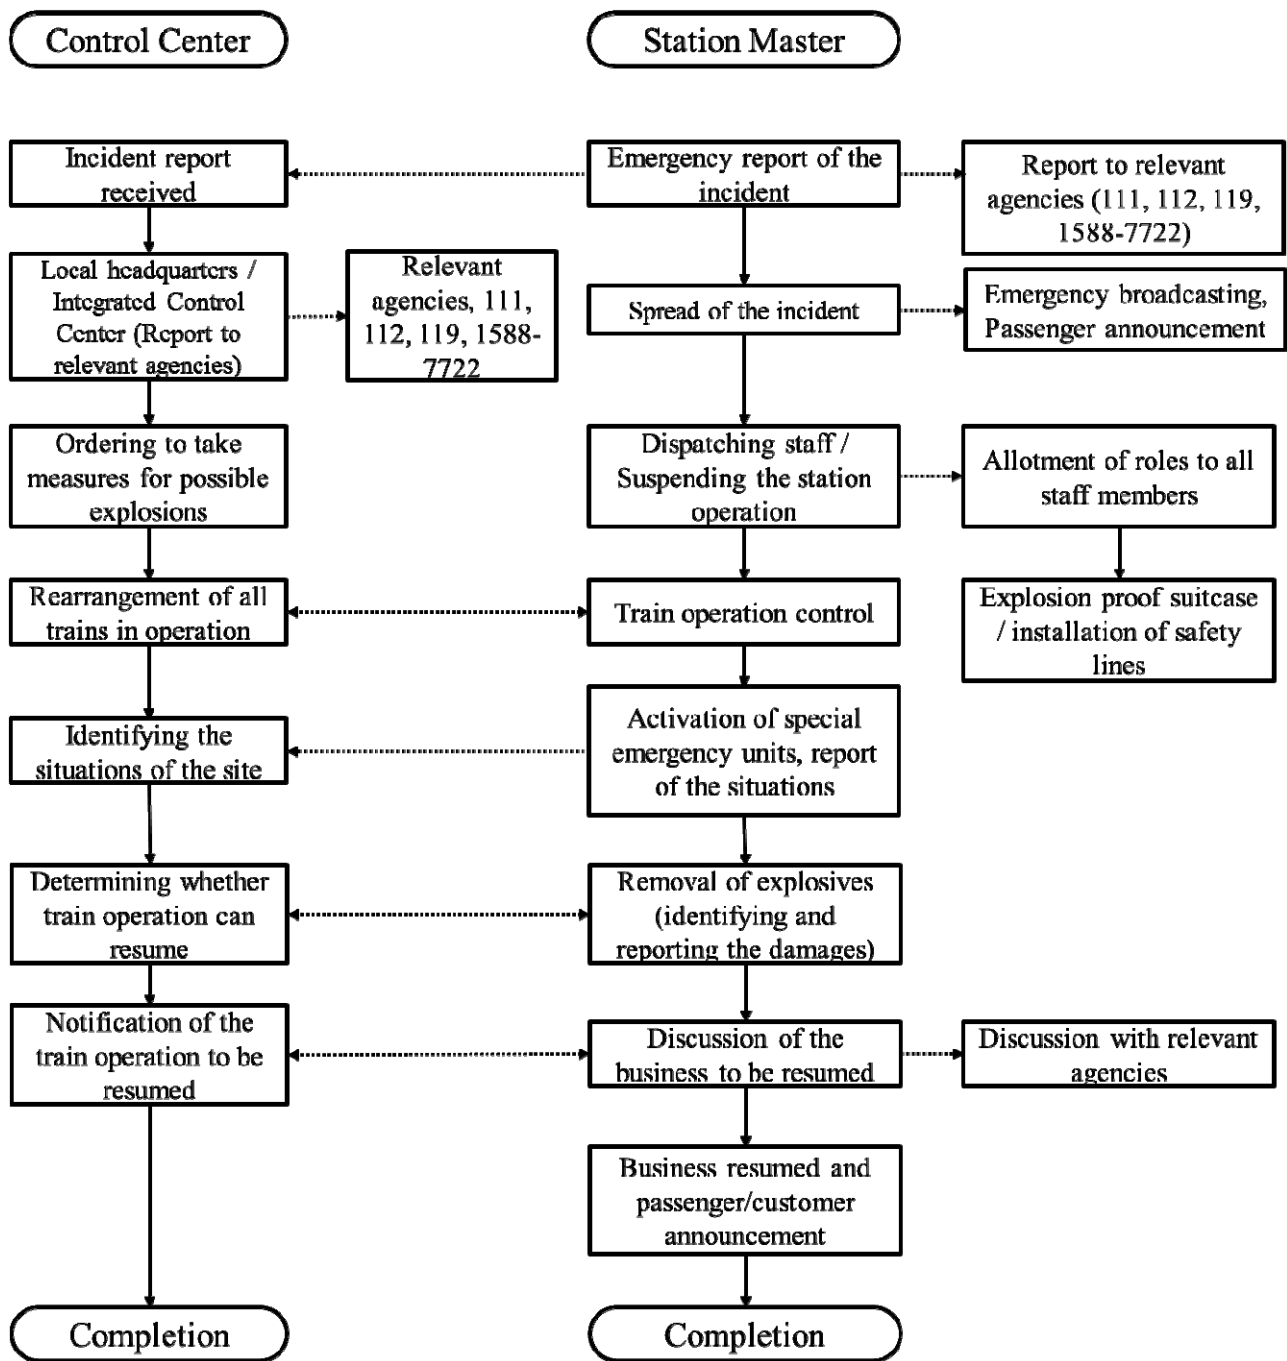 Control Center
Station Master
Incident report
received
Emergency report of the
incident
Report to relevant
agencies (111, 112, 119,
1588-7722)
Local headquarters /
Integrated Control
Center (Report to
relevant agencies)
Relevant
agencies, 111,
112, 119, 1588-
7722
Spread of the incident
Emergency broadcasting,
Passenger announcement
Ordering to take
measures for possible
explosions
Dispatching staff /
Suspending the station
operation
Allotment of roles to all
staff members
Rearrangement of all
trains in operation
Train operation control
Explosion proof suitcase
/ installation of safety
lines
Identifying the
situations of the site
Activation of special
emergency units, report
of the situations
Determining whether
train operation can
resume
Removal of explosives
(identifying and
reporting the damages)
Notification of the
train operation to be
resumed
Discussion of the
business to be resumed
Discussion with relevant
agencies
Business resumed and
passenger/customer
announcement
Completion
Completion